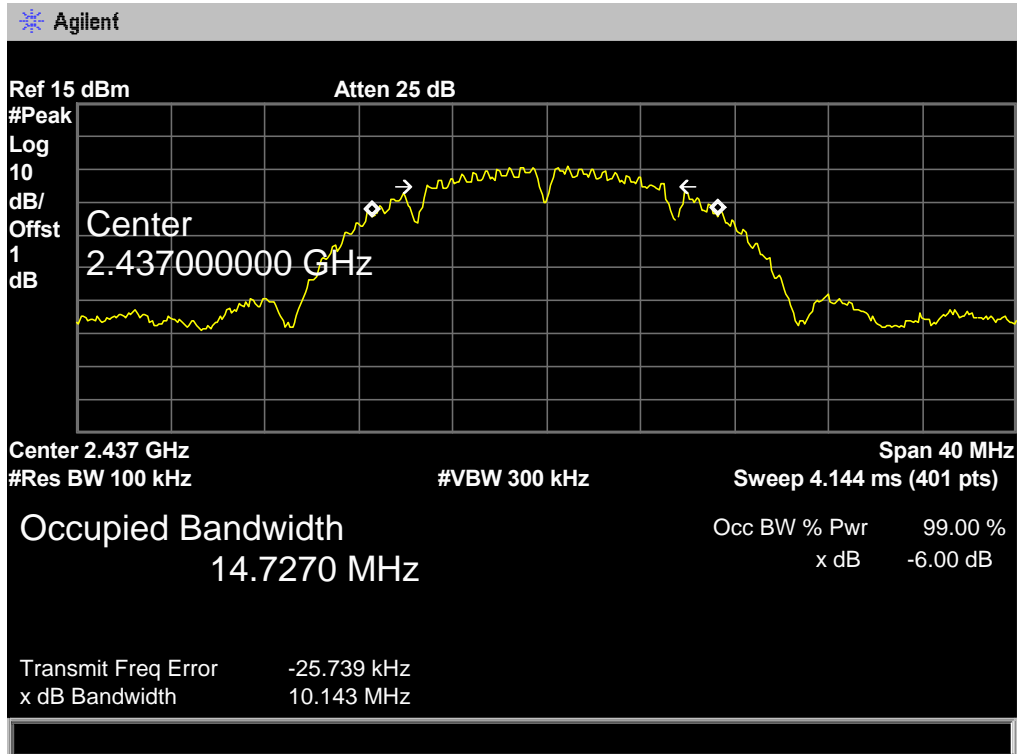 Agilent
Ref 15 dBm Atten 25 dB
#Peak
Log
10
dB/
Offst
1
dB
Center
2.437000000 GHz
Center 2.437 GHz Span 40 MHz
#Res BW 100 kHz #VBW 300 kHz Sweep 4.144 ms (401 pts)
Occupied Bandwidth Occ BW % Pwr 99.00 %
14.7270 MHz x dB -6.00 dB
Transmit Freq Error -25.739 kHz
x dB Bandwidth 10.143 MHz